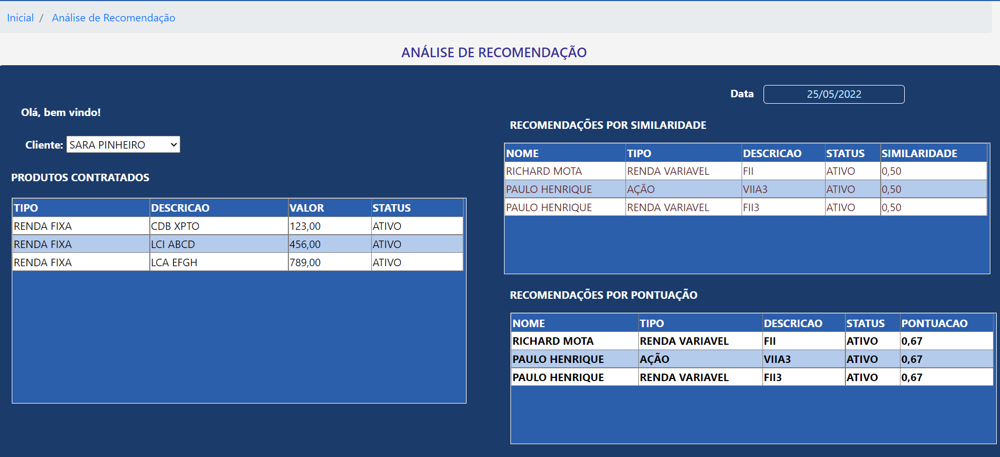 Inicial / Análise de Recomendação
ANÁLISE DE RECOMENDAÇÃO
Data 25/05/2022
Olá, bem vindo!
Cliente: SARA PINHEIRO
PRODUTOS CONTRATADOS
TIPO DESCRICAO VALOR STATUS
RENDA FIXA CDB XPTO 123,00 ATIVO
RENDA FIXA LCI ABCD 456,00 ATIVO
RENDA FIXA LCA EFGH 789,00 ATIVO
RECOMENDAÇÕES POR SIMILARIDADE
NOME TIPO DESCRICAO STATUS SIMILARIDADE
RICHARD MOTA RENDA VARIAVEL FII ATIVO 0,50
PAULO HENRIQUE AÇÃO VIIA3 ATIVO 0,50
PAULO HENRIQUE RENDA VARIAVEL FII3 ATIVO 0,50
RECOMENDAÇÕES POR PONTUAÇÃO
NOME TIPO DESCRICAO STATUS PONTUACAO
RICHARD MOTA RENDA VARIAVEL FII ATIVO 0,67
PAULO HENRIQUE AÇÃO VIIA3 ATIVO 0,67
PAULO HENRIQUE RENDA VARIAVEL FII3 ATIVO 0,67